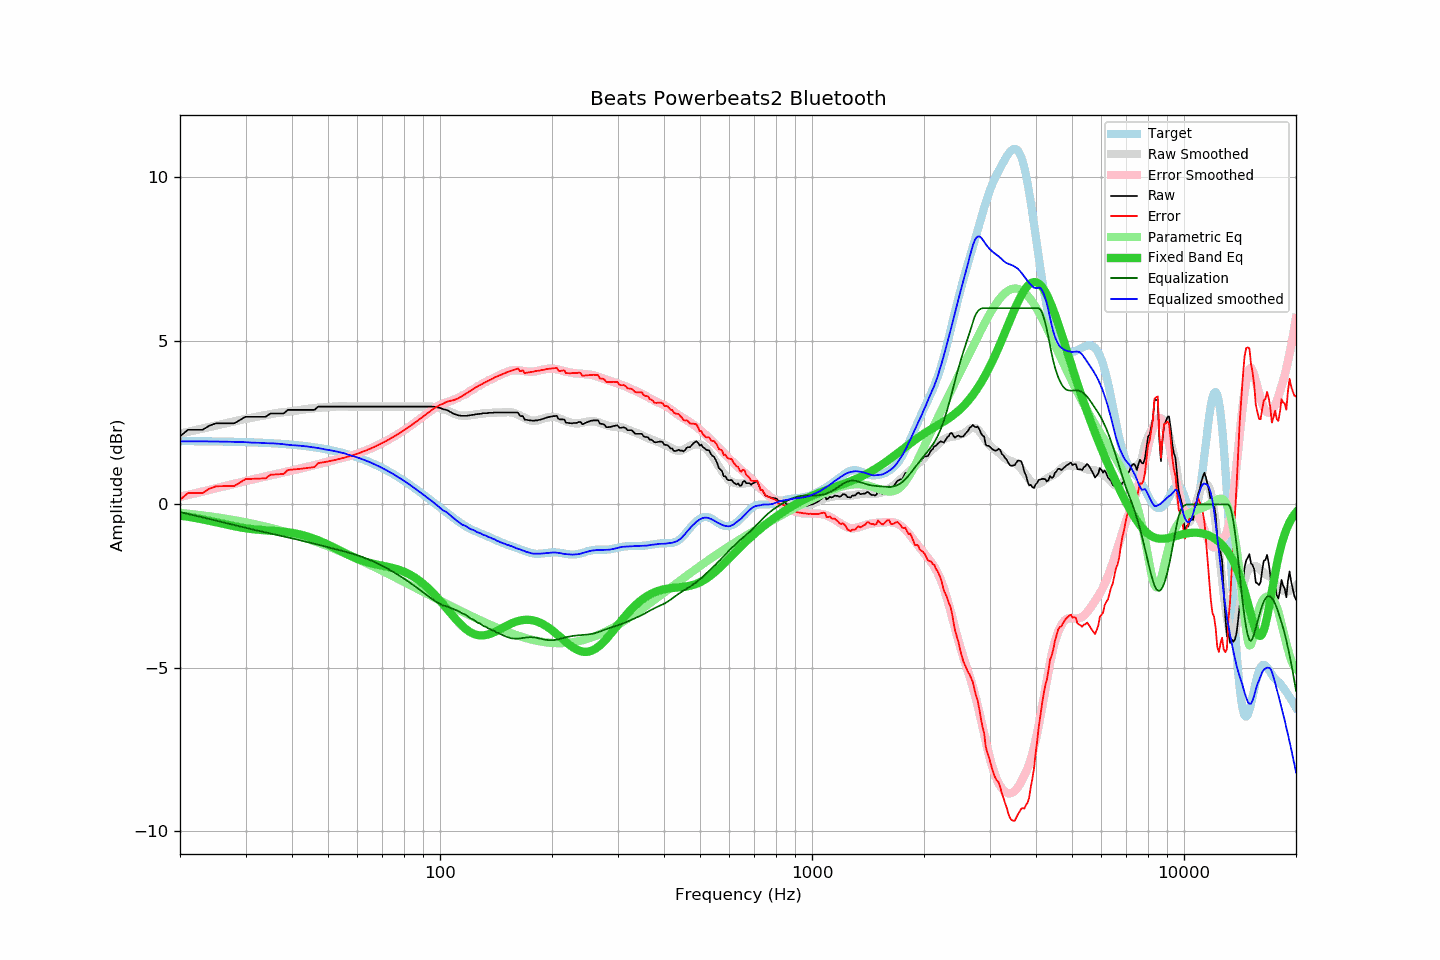 Beats Powerbeats2 Bluetooth
Target
Raw Smoothed
Error Smoothed
Raw
Error
Parametric Eq
Fixed Band Eq
Equalization
Equalized smoothed
Amplitude (dBr)
10
5
0
−5
−10
100
1000
10000
Frequency (Hz)